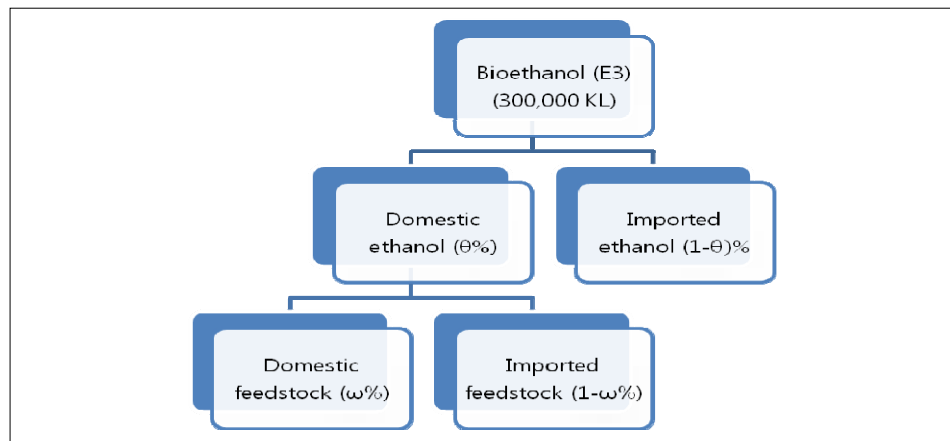 Bioethanol (E3)
(300,000 KL)
Domestic
ethanol (θ%)
Imported
ethanol (1-θ)%
Domestic
feedstock (ω%)
Imported
feedstock (1-ω%)